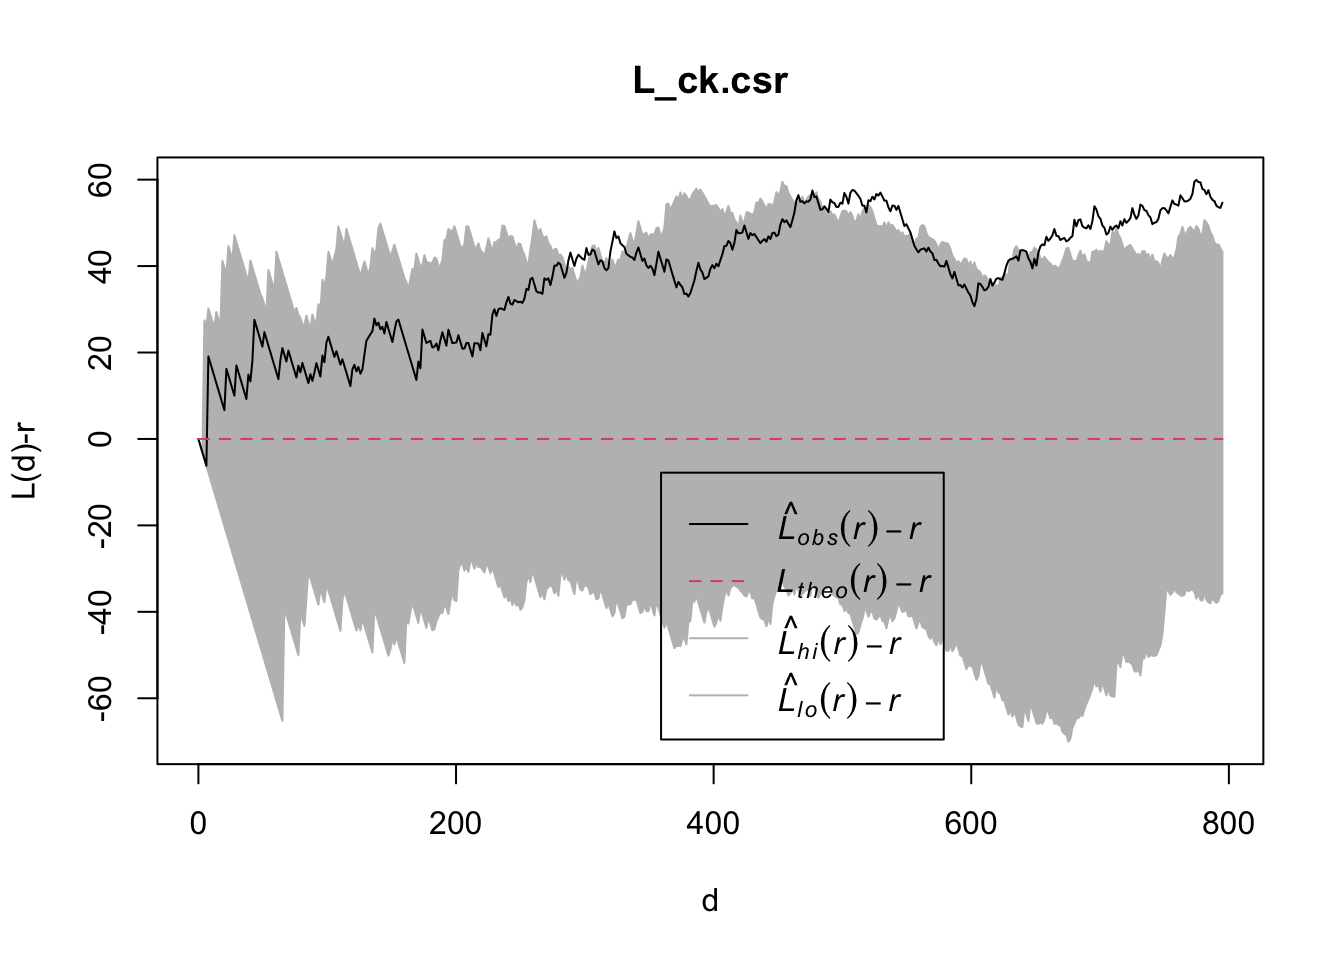 L_ck.csr
L(d)-r
60
40
20
0
-20
-40
-60
L̂obs(r) − r
Ltheo(r) − r
L̂hi(r) − r
L̂lo(r) − r
0 200 400 600 800
d